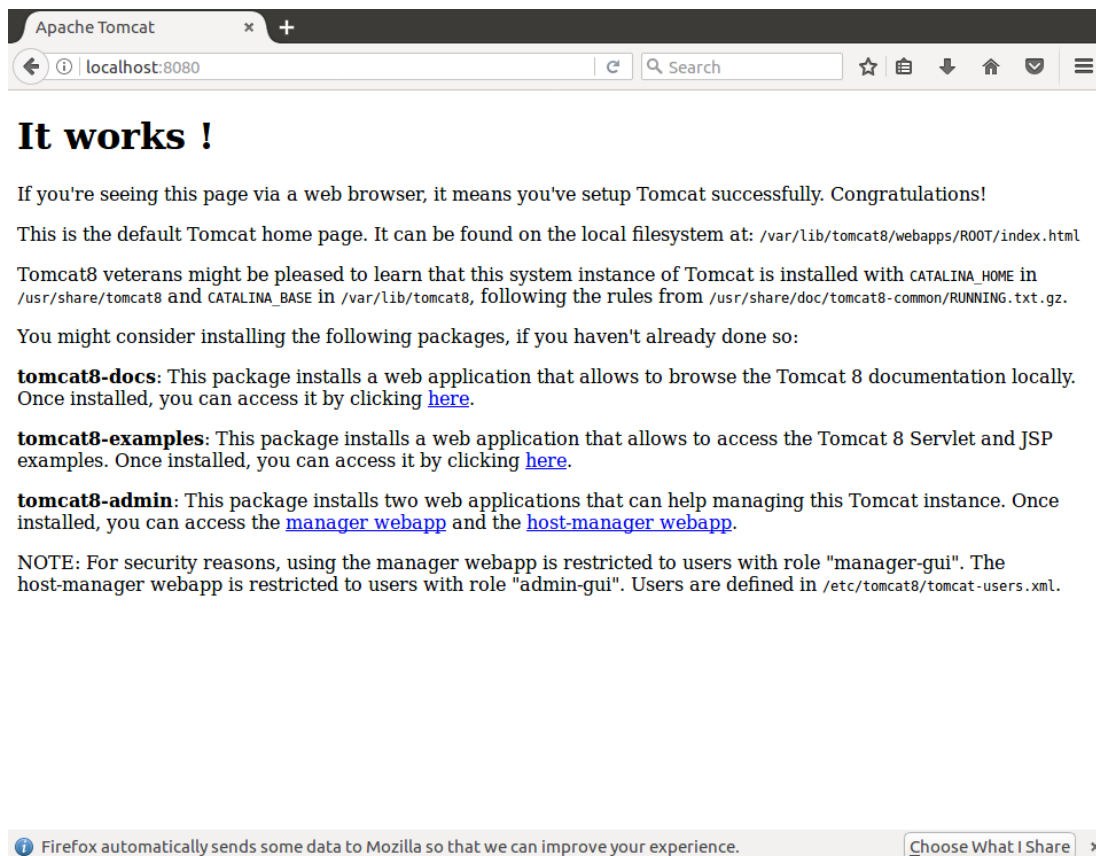 Apache Tomcat
localhost:8080
Search
It works !
If you're seeing this page via a web browser, it means you've setup Tomcat successfully. Congratulations!
This is the default Tomcat home page. It can be found on the local filesystem at: /var/lib/tomcat8/webapps/ROOT/index.html
Tomcat8 veterans might be pleased to learn that this system instance of Tomcat is installed with CATALINA_HOME in
/usr/share/tomcat8 and CATALINA_BASE in /var/lib/tomcat8, following the rules from /usr/share/doc/tomcat8-common/RUNNING.txt.gz.
You might consider installing the following packages, if you haven't already done so:
tomcat8-docs: This package installs a web application that allows to browse the Tomcat 8 documentation locally.
Once installed, you can access it by clicking here.
tomcat8-examples: This package installs a web application that allows to access the Tomcat 8 Servlet and JSP
examples. Once installed, you can access it by clicking here.
tomcat8-admin: This package installs two web applications that can help managing this Tomcat instance. Once
installed, you can access the manager webapp and the host-manager webapp.
NOTE: For security reasons, using the manager webapp is restricted to users with role "manager-gui". The
host-manager webapp is restricted to users with role "admin-gui". Users are defined in /etc/tomcat8/tomcat-users.xml.
Firefox automatically sends some data to Mozilla so that we can improve your experience.
Choose What I Share